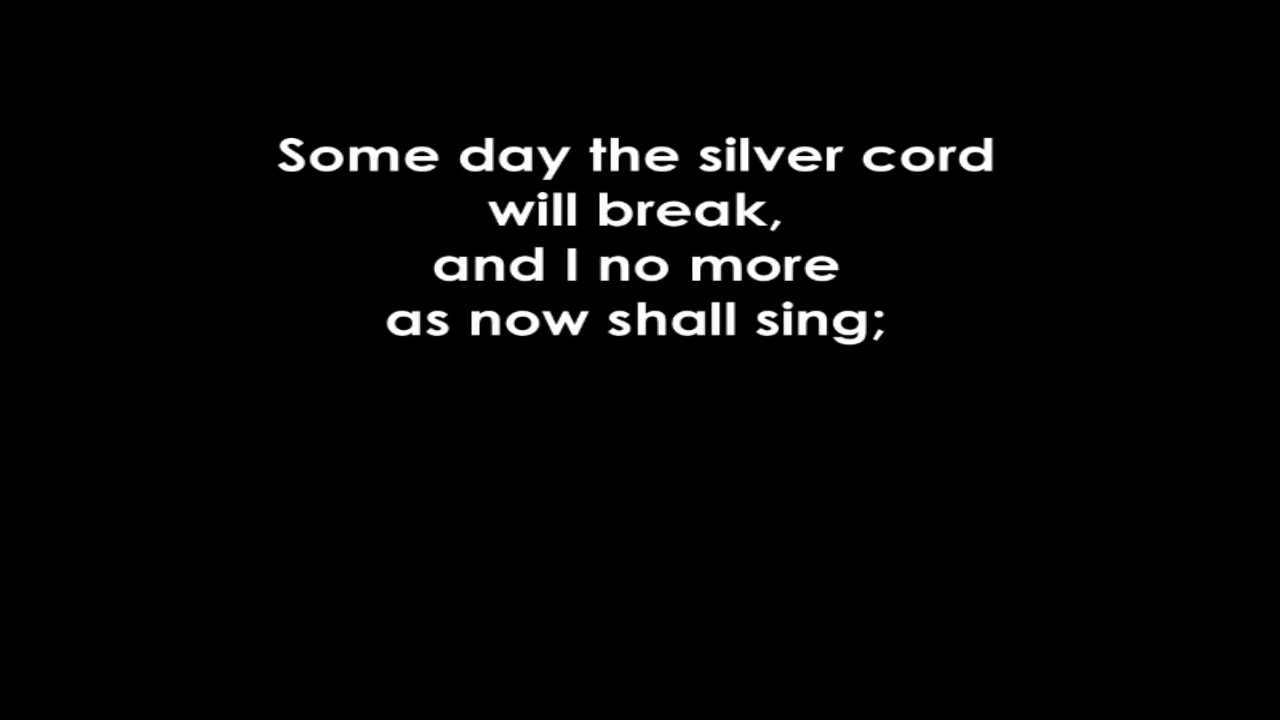 Some day the silver cord
will break,
and I no more
as now shall sing;